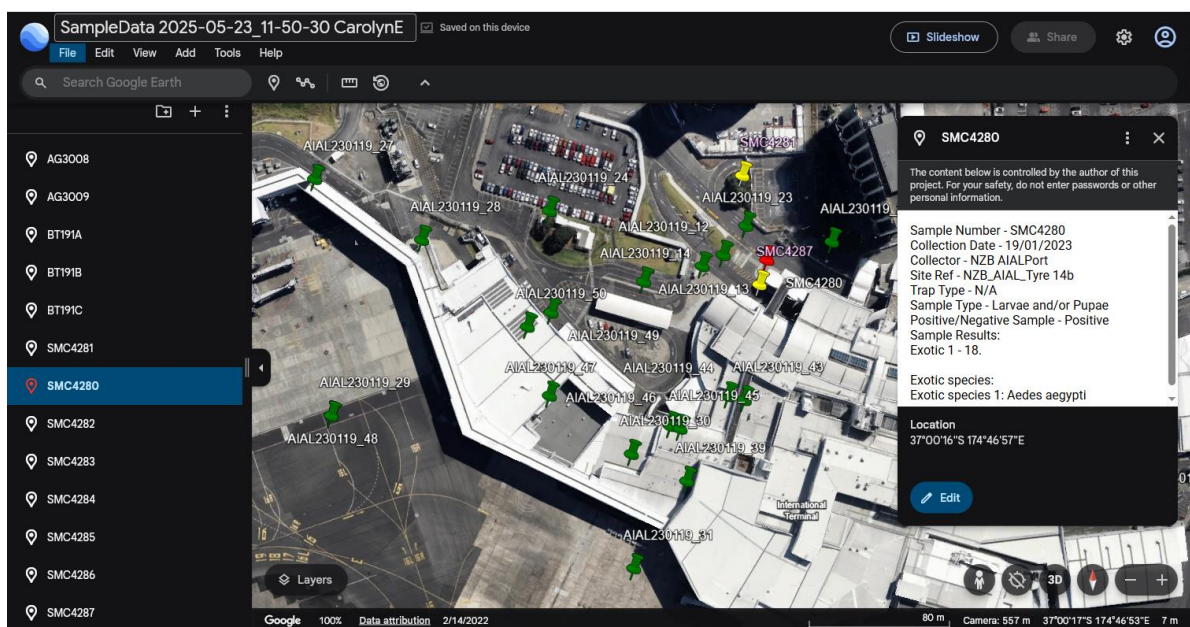 SampleData 2025-05-23_11-50-30 CarolynE
Saved on this device
Slideshow
Share
File Edit View Add Tools Help
Search Google Earth
AG3008
AG3009
BT191A
BT191B
BT191C
SMC4281
SMC4280
SMC4282
SMC4283
SMC4284
SMC4285
SMC4286
SMC4287
AIAL230119_27
SMC4281
AIAL230119_24
AIAL230119_23
AIAL230119_28
AIAL230119_
AIAL230119_12
AIAL230119_14
SMC4287
AIAL230119_13
SMC4280
AIAL230119_50
AIAL230119_49
AIAL230119_47
AIAL230119_44
AIAL230119_43
AIAL230119_29
AIAL230119_46
AIAL230119_45
AIAL230119_30
AIAL230119_48
AIAL230119_39
International
Terminal
AIAL230119_31
SMC4280
The content below is controlled by the author of this
project. For your safety, do not enter passwords or other
personal information.
Sample Number - SMC4280
Collection Date - 19/01/2023
Collector - NZB AIALPort
Site Ref - NZB_AIAL_Tyre 14b
Trap Type - N/A
Sample Type - Larvae and/or Pupae
Positive/Negative Sample - Positive
Sample Results:
Exotic 1 - 18.
Exotic species:
Exotic species 1: Aedes aegypti
Location
37°00'16"S 174°46'57"E
Edit
Layers
3D
Google 100% Data attribution 2/14/2022
80 m Camera: 557 m 37°00'17"S 174°46'53"E 7 m